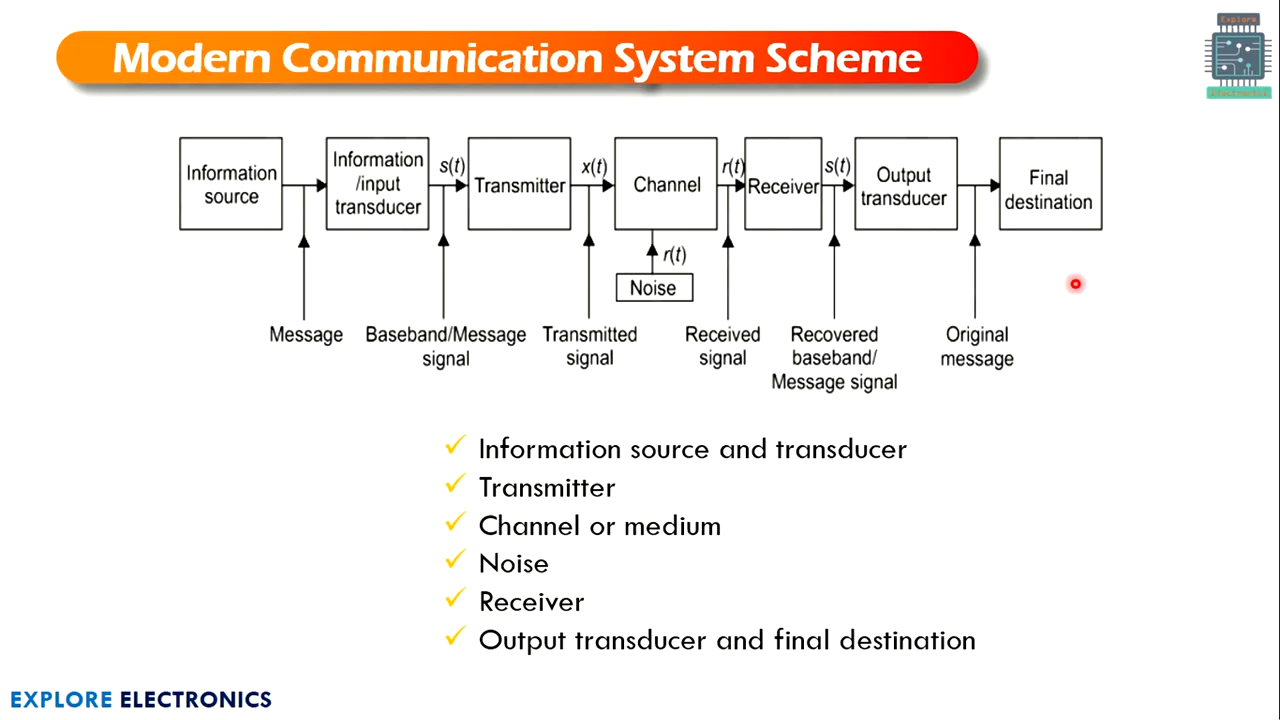 Modern Communication System Scheme
Explore
Electronics
Information
source
Information
/input
transducer
s(t)
Transmitter
x(t)
Channel
r(t)
Receiver
s(t)
Output
transducer
Final
destination
r(t)
Noise
Message
Baseband/Message
signal
Transmitted
signal
Received
signal
Recovered
baseband/
Message signal
Original
message
✓ Information source and transducer
✓ Transmitter
✓ Channel or medium
✓ Noise
✓ Receiver
✓ Output transducer and final destination
EXPLORE ELECTRONICS